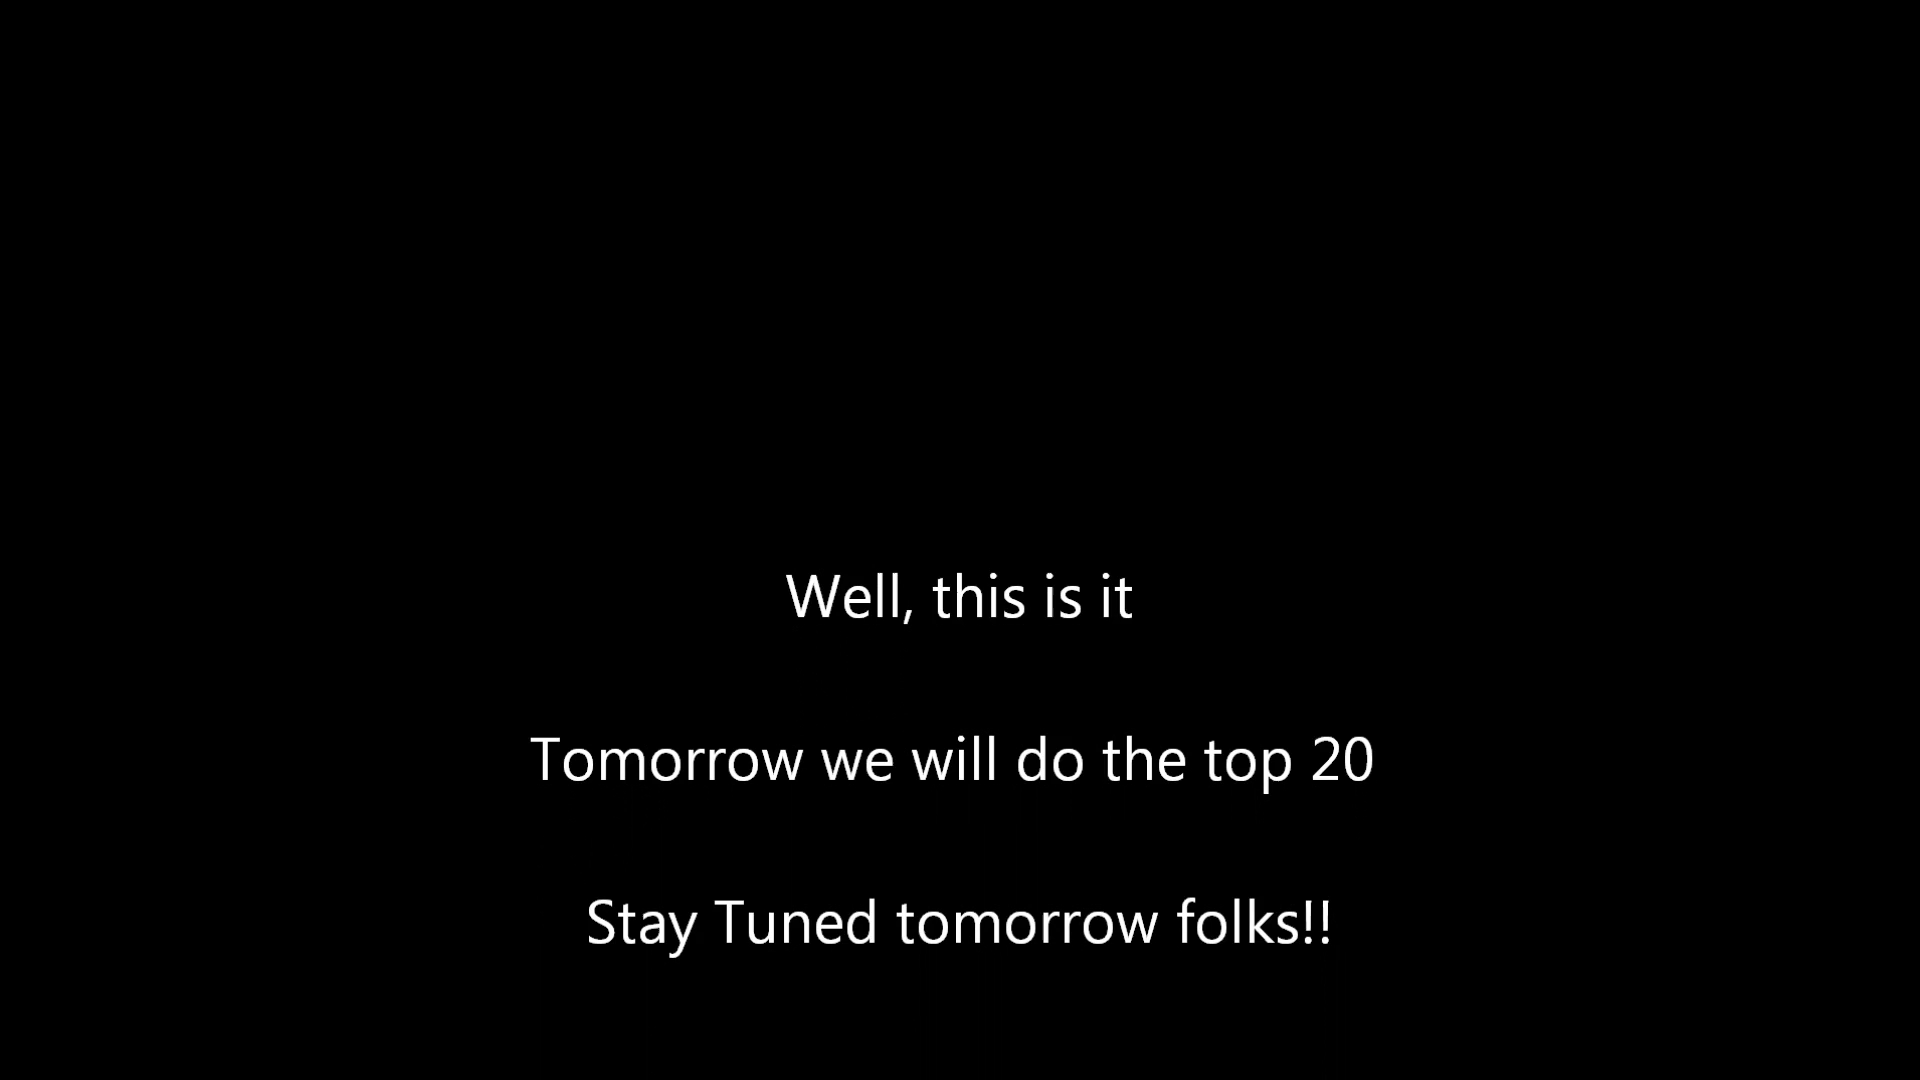 Well, this is it
Tomorrow we will do the top 20
Stay Tuned tomorrow folks!!